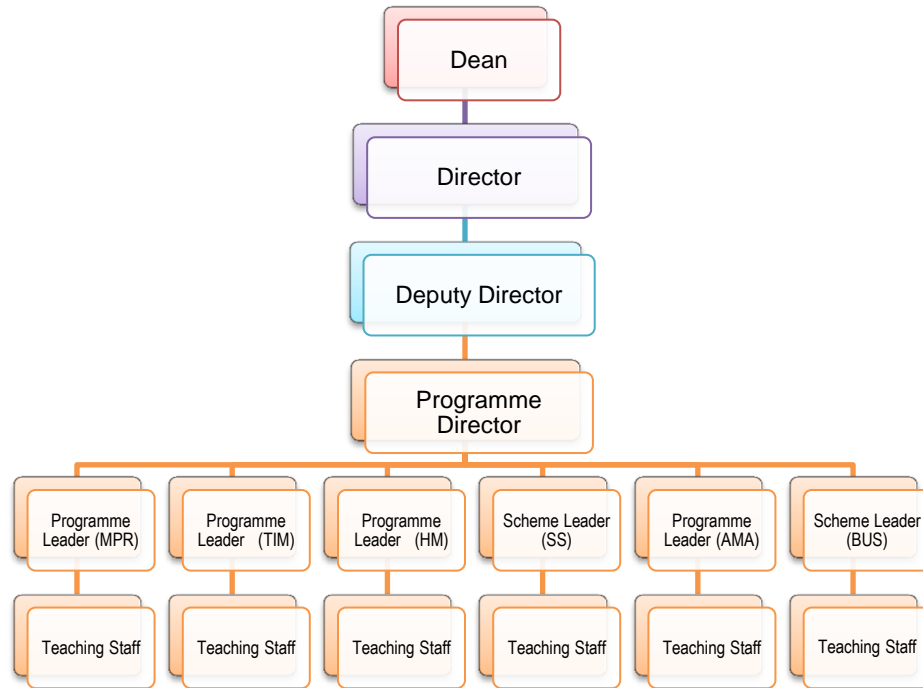 Dean
Director
Deputy Director
Programme
Director
Programme
Leader (MPR)
Programme
Leader (TIM)
Programme
Leader (HM)
Scheme Leader
(SS)
Programme
Leader (AMA)
Scheme Leader
(BUS)
Teaching Staff
Teaching Staff
Teaching Staff
Teaching Staff
Teaching Staff
Teaching Staff